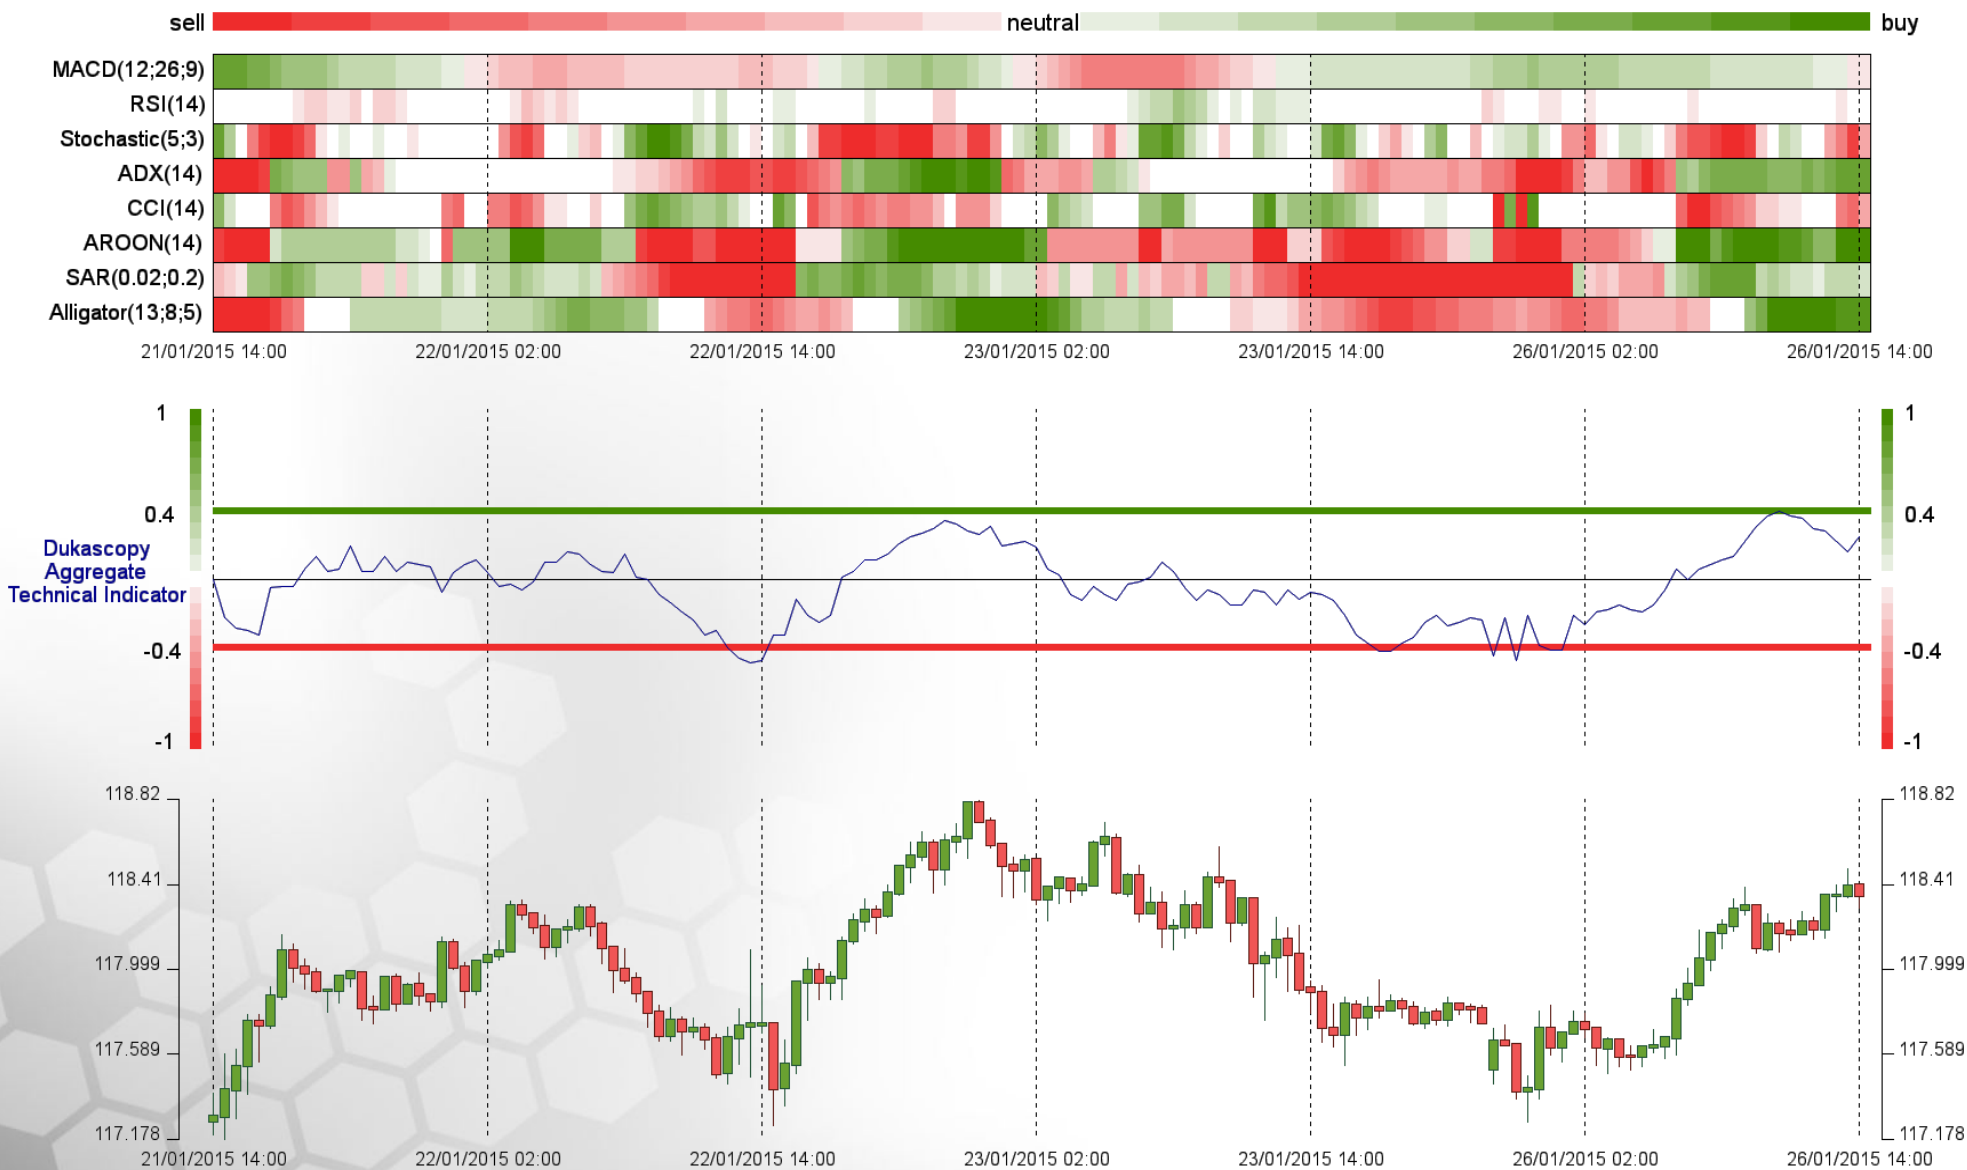 sell neutral buy
MACD(12;26;9)
RSI(14)
Stochastic(5;3)
ADX(14)
CCI(14)
AROON(14)
SAR(0.02;0.2)
Alligator(13;8;5)
21/01/2015 14:00 22/01/2015 02:00 22/01/2015 14:00 23/01/2015 02:00 23/01/2015 14:00 26/01/2015 02:00 26/01/2015 14:00
1 1
0.4 0.4
Dukascopy
Aggregate
Technical Indicator
-0.4 -0.4
-1 -1
118.82 118.82
118.41 118.41
117.999 117.999
117.589 117.589
117.178 117.178
21/01/2015 14:00 22/01/2015 02:00 22/01/2015 14:00 23/01/2015 02:00 23/01/2015 14:00 26/01/2015 02:00 26/01/2015 14:00